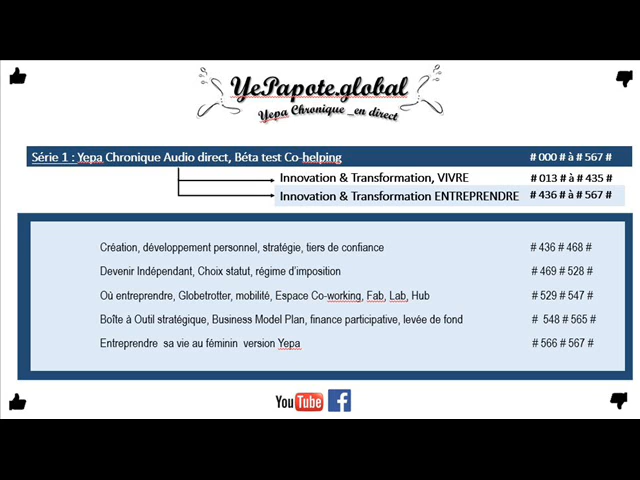 YePapote.global
Yepa Chronique _en direct
Série 1 : Yepa Chronique Audio direct, Béta test Co-helping # 000 # à # 567 #
Innovation & Transformation, VIVRE # 013 # à # 435 #
Innovation & Transformation ENTREPRENDRE # 436 # à # 567 #
Création, développement personnel, stratégie, tiers de confiance # 436 # 468 #
Devenir Indépendant, Choix statut, régime d'imposition # 469 # 528 #
Où entreprendre, Globetrotter, mobilité, Espace Co-working, Fab, Lab, Hub # 529 # 547 #
Boîte à Outil stratégique, Business Model Plan, finance participative, levée de fond # 548 # 565 #
Entreprendre sa vie au féminin version Yepa # 566 # 567 #
YouTube f